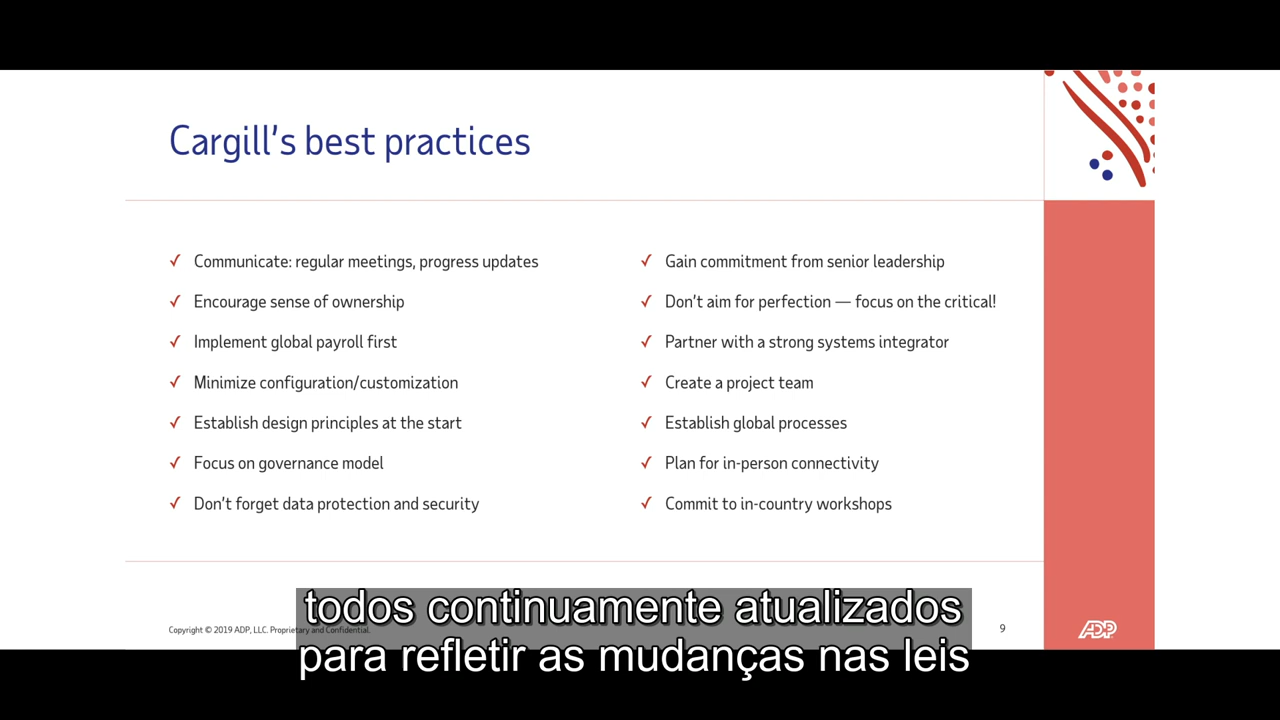 Cargill's best practices
✓ Communicate: regular meetings, progress updates
✓ Encourage sense of ownership
✓ Implement global payroll first
✓ Minimize configuration/customization
✓ Establish design principles at the start
✓ Focus on governance model
✓ Don't forget data protection and security
✓ Gain commitment from senior leadership
✓ Don't aim for perfection — focus on the critical!
✓ Partner with a strong systems integrator
✓ Create a project team
✓ Establish global processes
✓ Plan for in-person connectivity
✓ Commit to in-country workshops
Copyright © 2019 ADP, LLC. Proprietary and Confidential.
9
ADP
todos continuamente atualizados
para refletir as mudanças nas leis